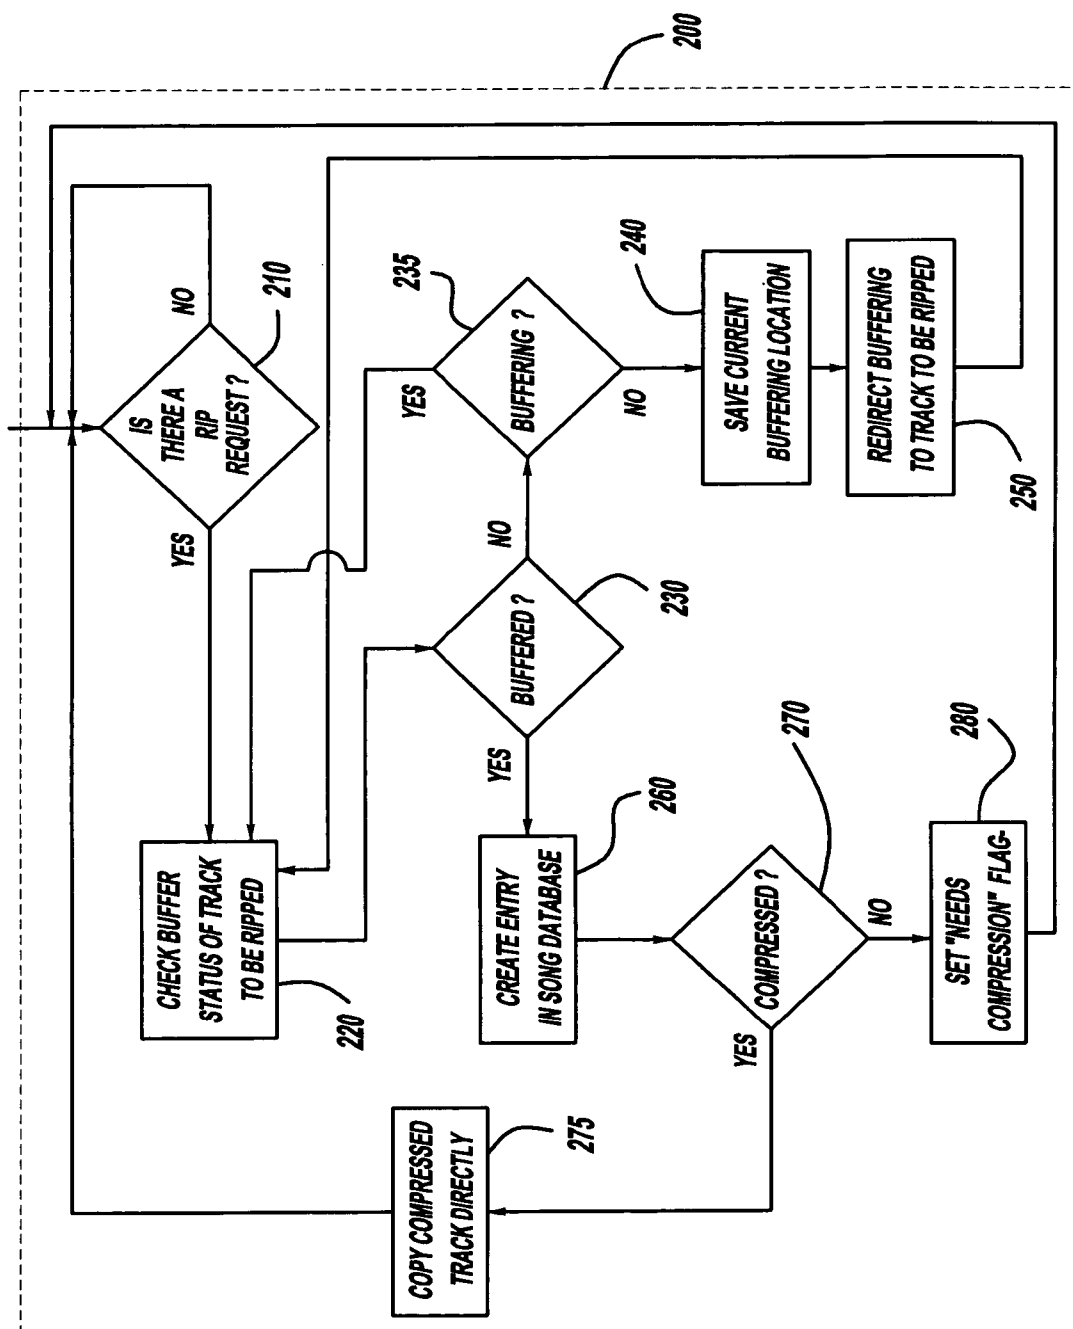 200
IS
THERE A
RIP
REQUEST ?
NO
210
YES
CHECK BUFFER
STATUS OF TRACK
TO BE RIPPED
220
BUFFERED ?
230
NO
YES
BUFFERING ?
235
YES
NO
SAVE CURRENT
BUFFERING LOCATION
240
REDIRECT BUFFERING
TO TRACK TO BE RIPPED
250
CREATE ENTRY
IN SONG DATABASE
260
COMPRESSED ?
270
YES
NO
COPY COMPRESSED
TRACK DIRECTLY
275
SET "NEEDS
COMPRESSION" FLAG-
280